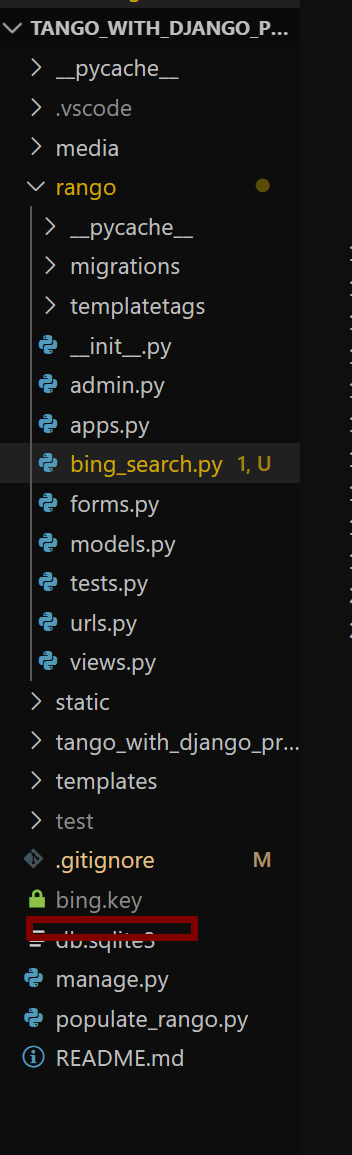 TANGO_WITH_DJANGO_P...
__pycache__
.vscode
media
rango
__pycache__
migrations
templatetags
__init__.py
admin.py
apps.py
bing_search.py 1, U
forms.py
models.py
tests.py
urls.py
views.py
static
tango_with_django_pr...
templates
test
.gitignore M
bing.key
db.sqlite3
manage.py
populate_rango.py
README.md